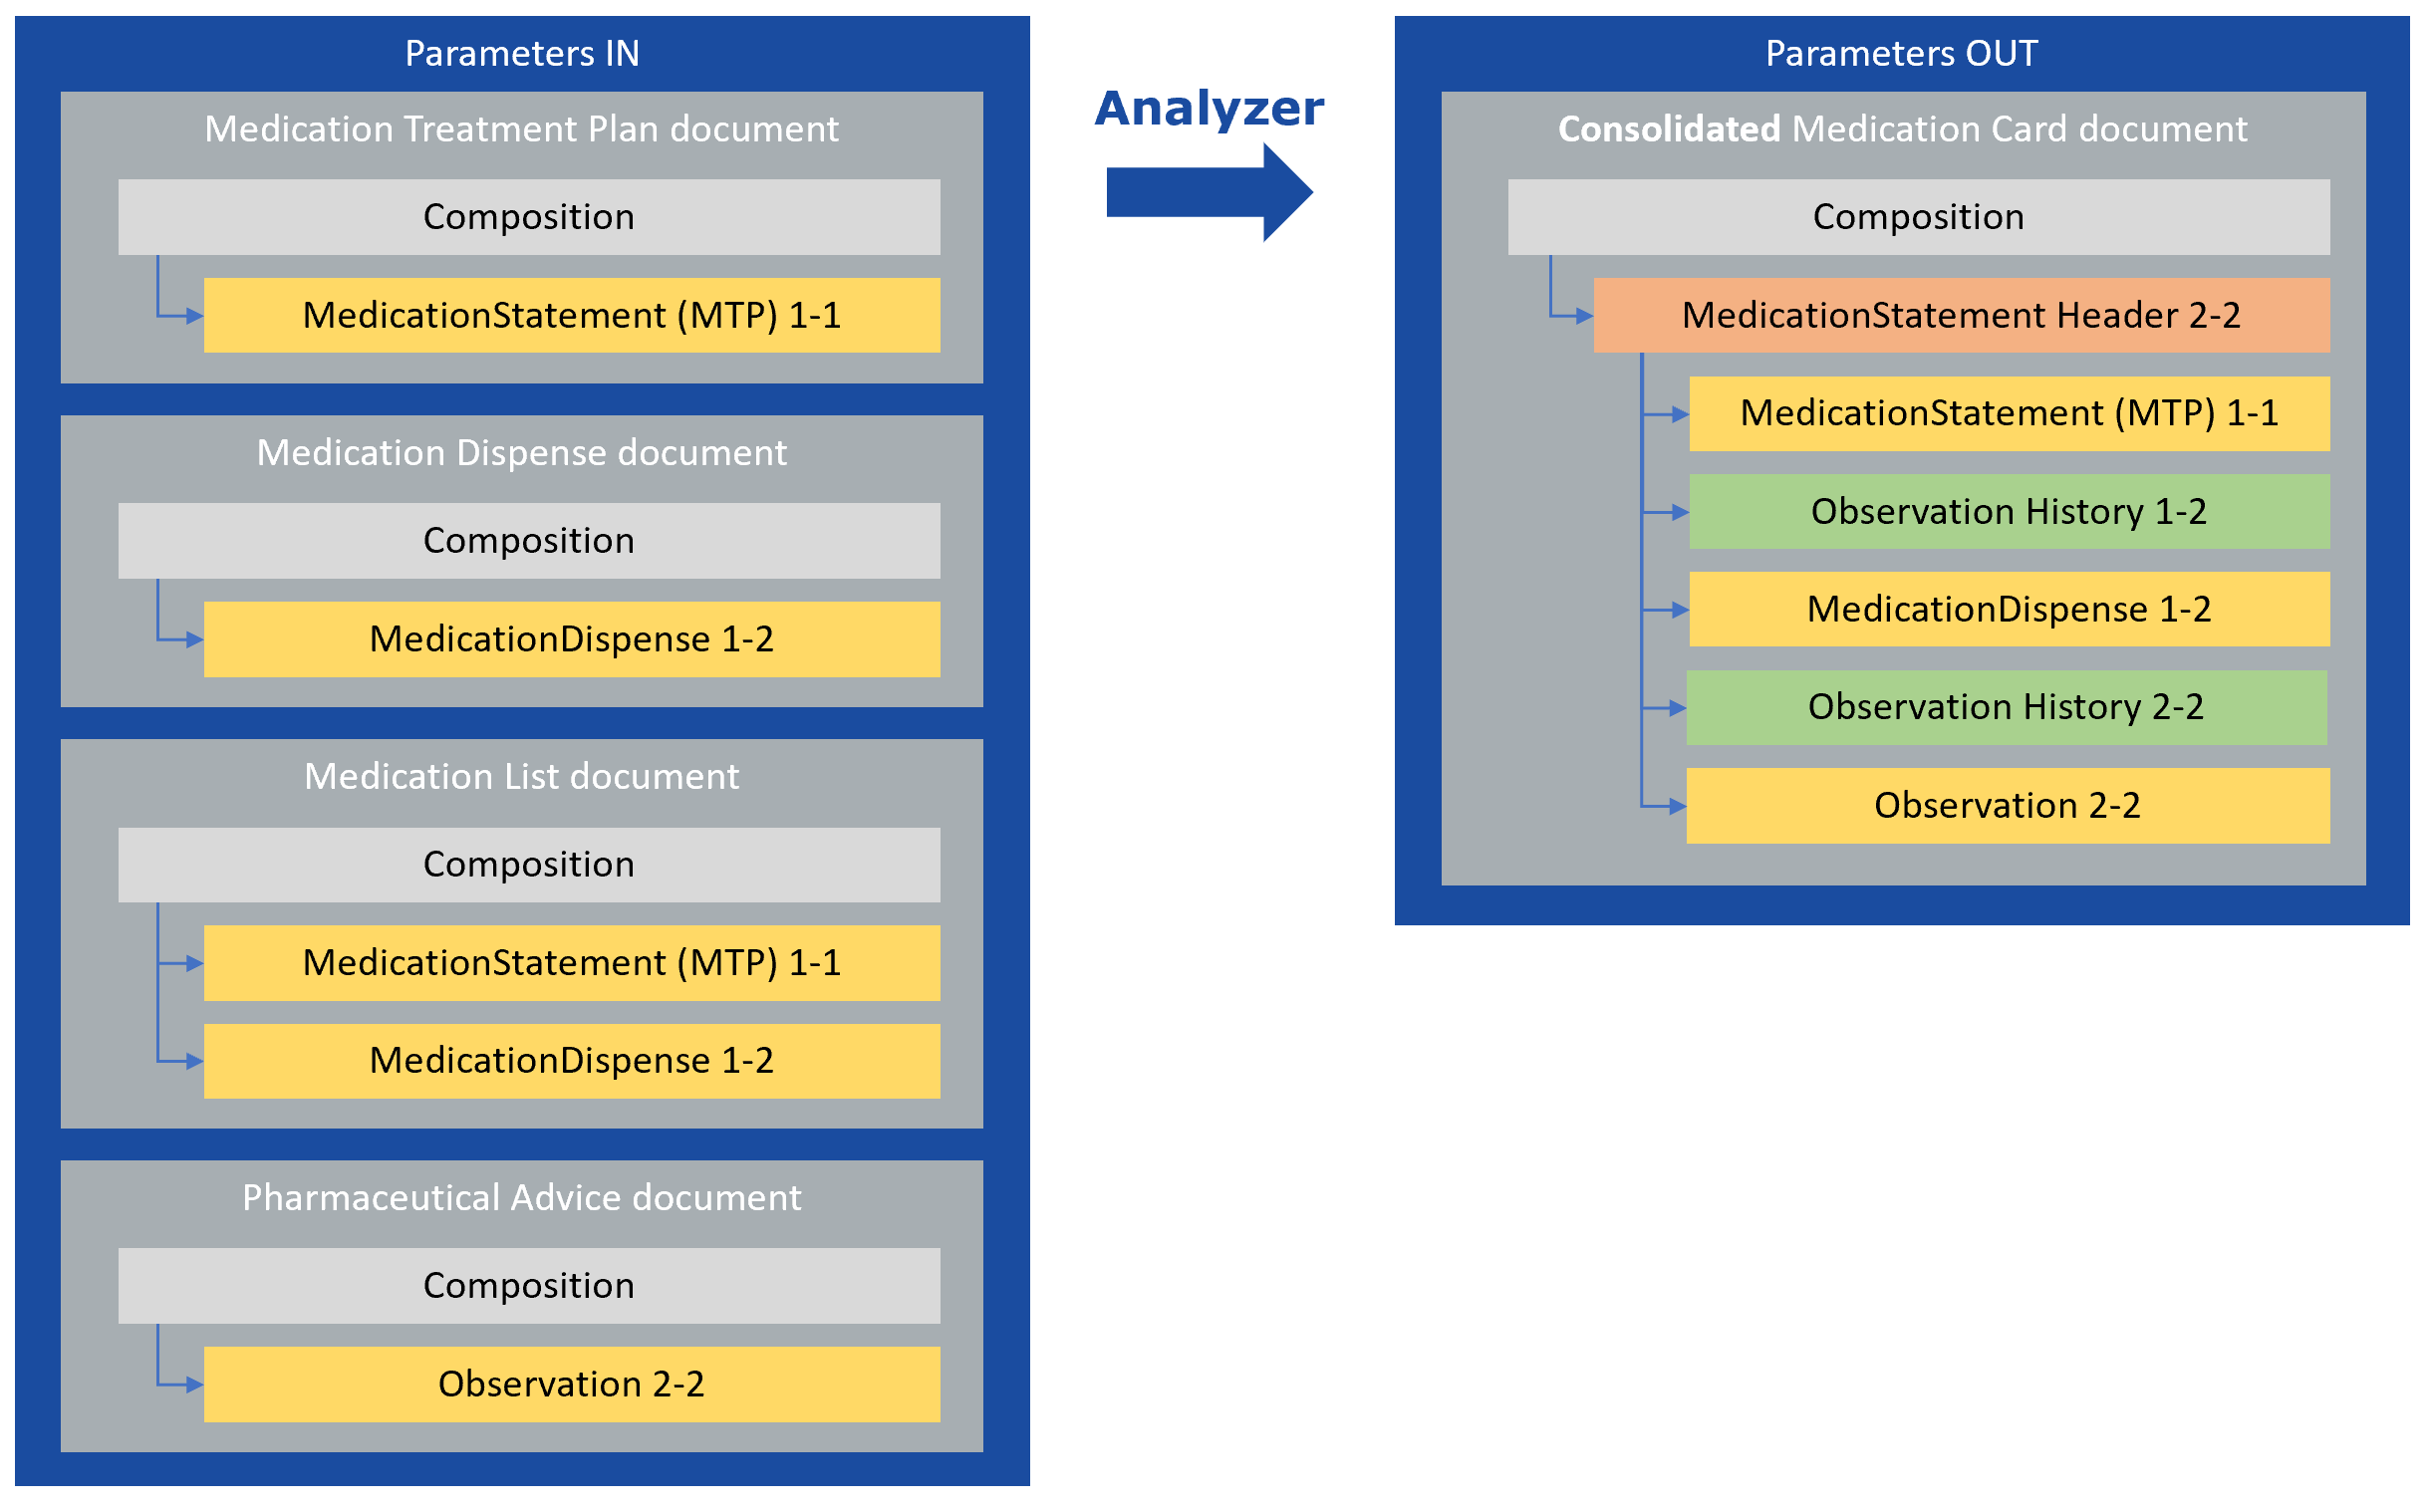 Parameters IN
Medication Treatment Plan document
Composition
MedicationStatement (MTP) 1-1
Medication Dispense document
Composition
MedicationDispense 1-2
Medication List document
Composition
MedicationStatement (MTP) 1-1
MedicationDispense 1-2
Pharmaceutical Advice document
Composition
Observation 2-2
Analyzer
Parameters OUT
Consolidated Medication Card document
Composition
MedicationStatement Header 2-2
MedicationStatement (MTP) 1-1
Observation History 1-2
MedicationDispense 1-2
Observation History 2-2
Observation 2-2